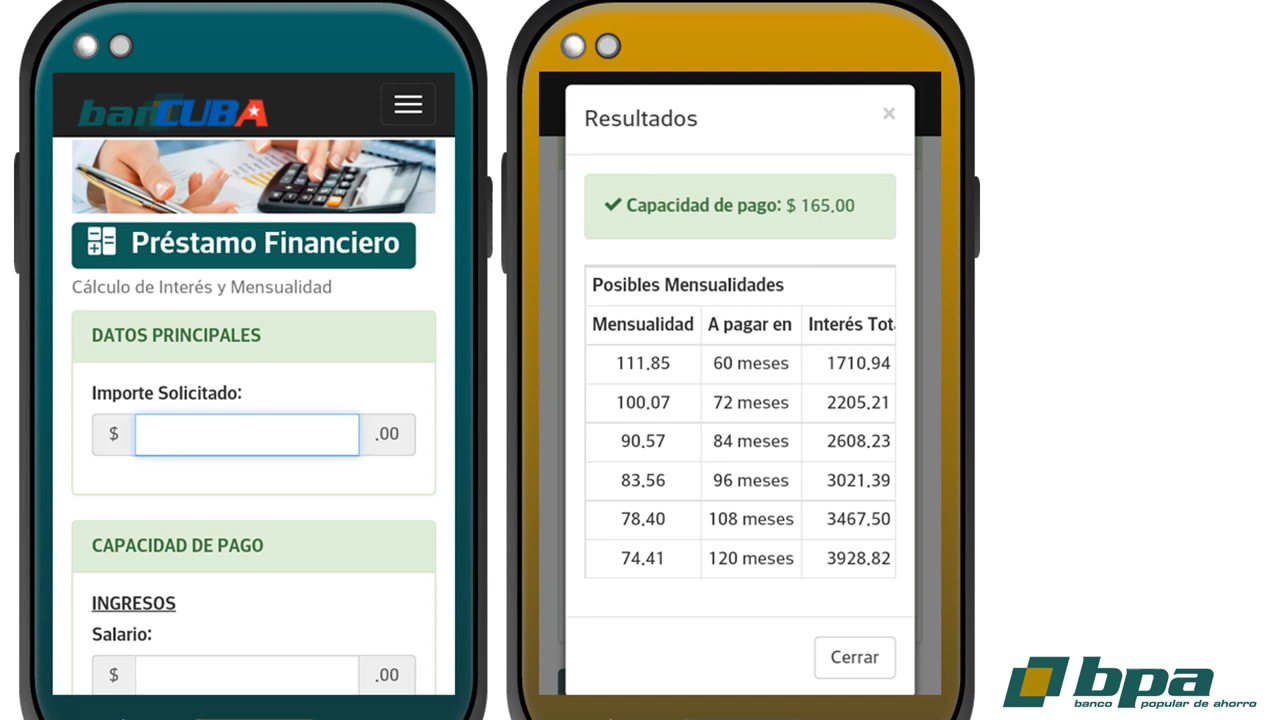 banCUBA
Préstamo Financiero
Cálculo de Interés y Mensualidad
DATOS PRINCIPALES
Importe Solicitado:
$ .00
CAPACIDAD DE PAGO
INGRESOS
Salario:
$ .00
Resultados ×
Capacidad de pago: $ 165.00
Posibles Mensualidades
Mensualidad A pagar en Interés Tot
111.85 60 meses 1710.94
100.07 72 meses 2205.21
90.57 84 meses 2608.23
83.56 96 meses 3021.39
78.40 108 meses 3467.50
74.41 120 meses 3928.82
Cerrar
bpa
banco popular de ahorro